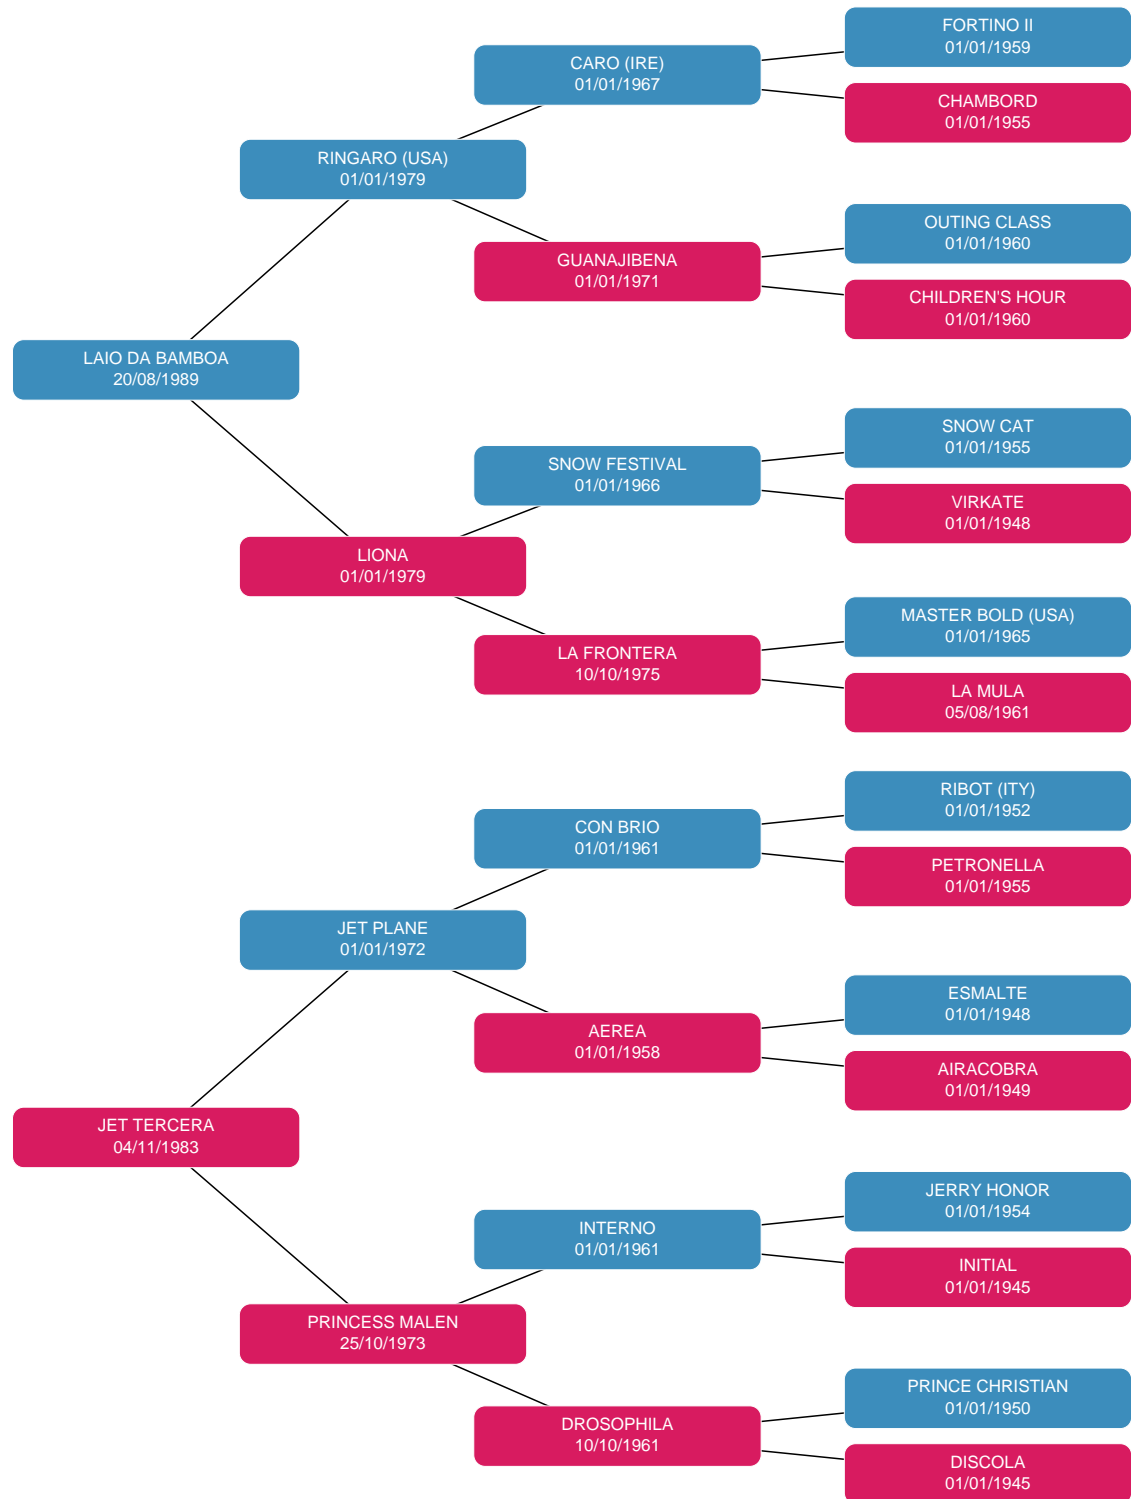 FORTINO II
01/01/1959
CARO (IRE)
01/01/1967
CHAMBORD
01/01/1955
RINGARO (USA)
01/01/1979
OUTING CLASS
01/01/1960
GUANAJIBENA
01/01/1971
CHILDREN'S HOUR
01/01/1960
LAIO DA BAMBOA
20/08/1989
SNOW CAT
01/01/1955
SNOW FESTIVAL
01/01/1966
VIRKATE
01/01/1948
LIONA
01/01/1979
MASTER BOLD (USA)
01/01/1965
LA FRONTERA
10/10/1975
LA MULA
05/08/1961
RIBOT (ITY)
01/01/1952
CON BRIO
01/01/1961
PETRONELLA
01/01/1955
JET PLANE
01/01/1972
ESMALTE
01/01/1948
AEREA
01/01/1958
AIRACOBRA
01/01/1949
JET TERCERA
04/11/1983
JERRY HONOR
01/01/1954
INTERNO
01/01/1961
INITIAL
01/01/1945
PRINCESS MALEN
25/10/1973
PRINCE CHRISTIAN
01/01/1950
DROSOPHILA
10/10/1961
DISCOLA
01/01/1945